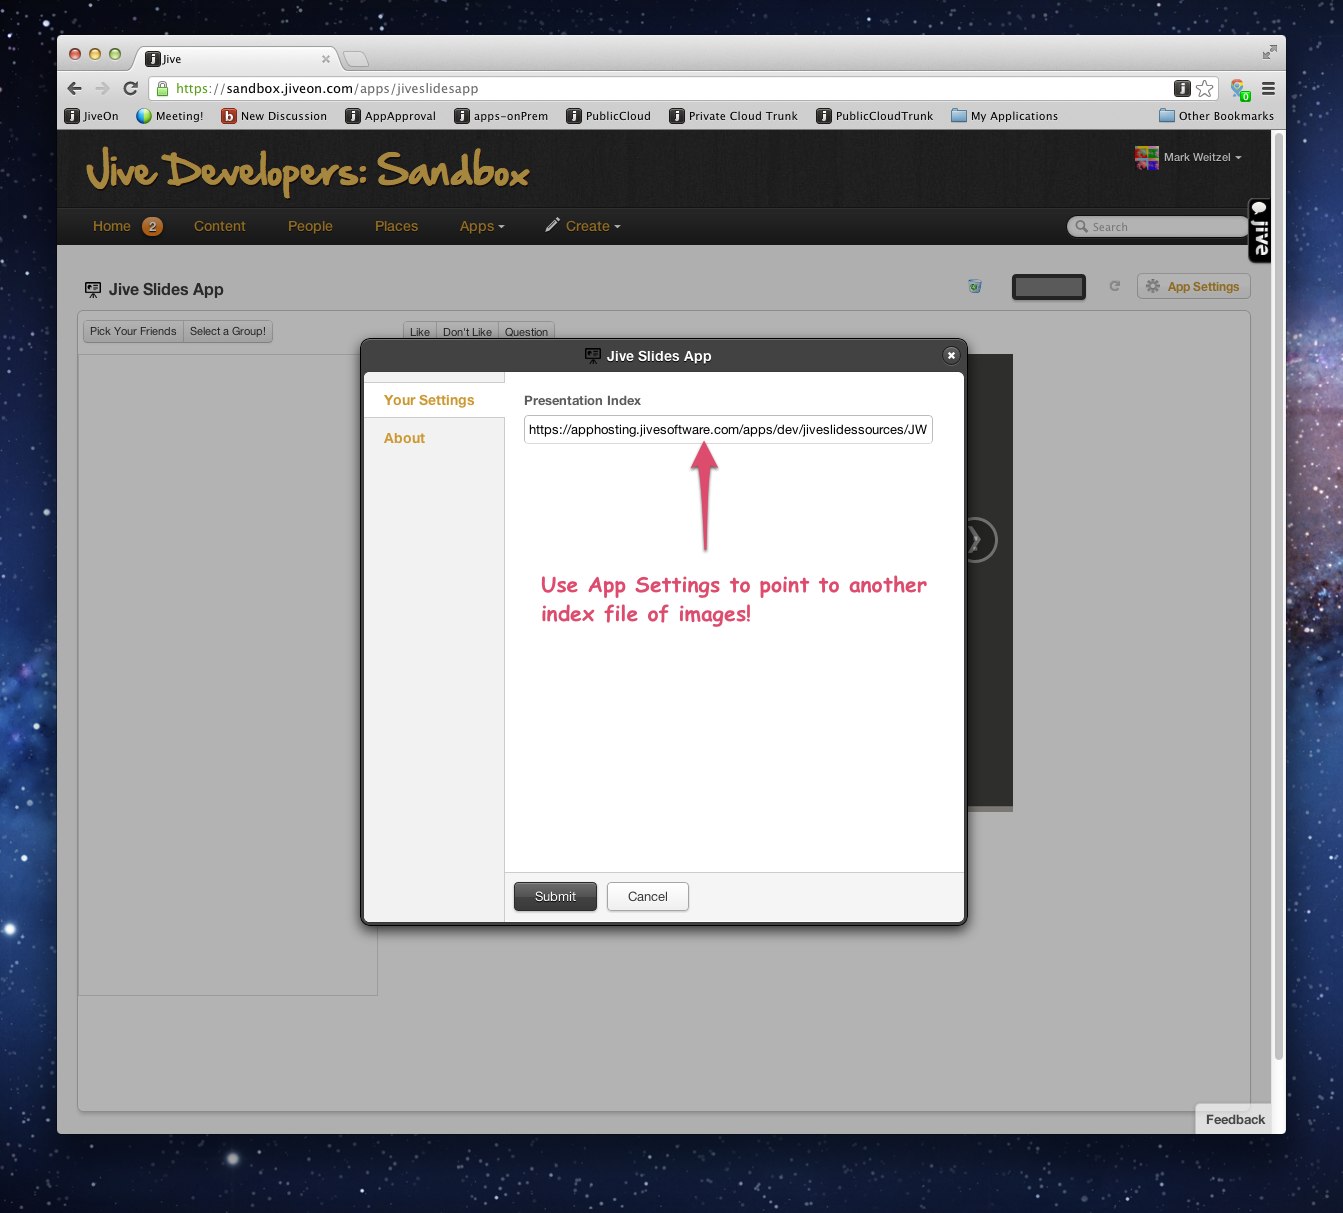 Jive
https://sandbox.jiveon.com/apps/jiveslidesapp
0
JiveOn Meeting! New Discussion AppApproval apps-onPrem PublicCloud Private Cloud Trunk PublicCloudTrunk My Applications Other Bookmarks
Jive Developers: Sandbox
Mark Weitzel
Home 2 Content People Places Apps Create Search
jive
Jive Slides App
App Settings
Pick Your Friends Select a Group! Like Don't Like Question
Jive Slides App
Your Settings
About
Presentation Index
https://apphosting.jivesoftware.com/apps/dev/jiveslidessources/JW
Use App Settings to point to another
index file of images!
Submit Cancel
Feedback